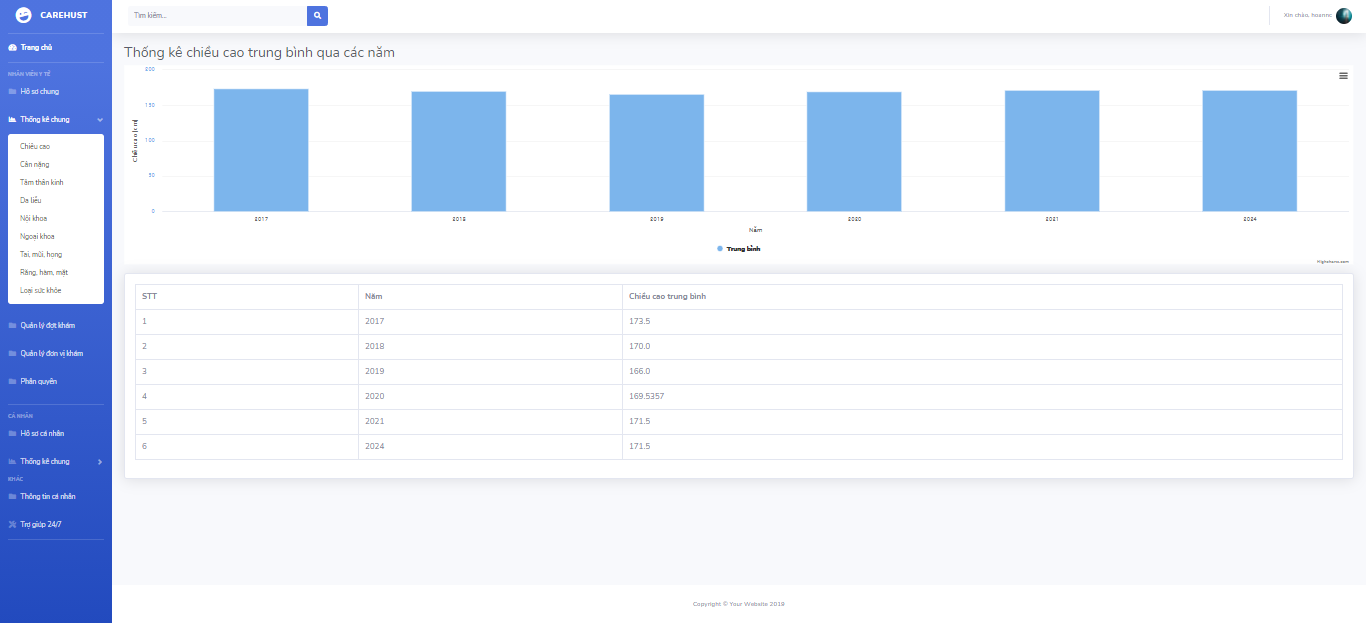 CAREHUST
Trang chủ
NHÂN VIÊN Y TẾ
Hồ sơ chung
Thống kê chung
Chiều cao
Cân nặng
Tâm thần kinh
Da liễu
Nội khoa
Ngoại khoa
Tai, mũi, họng
Răng, hàm, mặt
Loại sức khỏe
Quản lý đợt khám
Quản lý đơn vị khám
Phân quyền
CÁ NHÂN
Hồ sơ cá nhân
Thống kê chung
KHÁC
Thông tin cá nhân
Trợ giúp 24/7
Tìm kiếm...
Xin chào,
Thống kê chiều cao trung bình qua các năm
200
150
100
50
0
Chiều cao (cm)
2017 2018 2019 2020 2021 2024
Năm
Trung bình
Highcharts.com
STT Năm Chiều cao trung bình
1 2017 173.5
2 2018 170.0
3 2019 166.0
4 2020 169.5357
5 2021 171.5
6 2024 171.5
Copyright © Your Website 2019